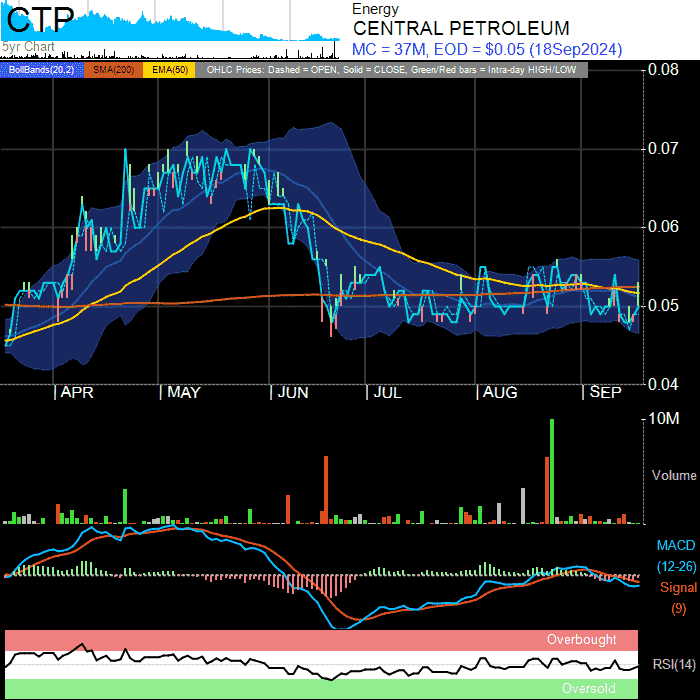 CTP
5yr Chart
Energy
CENTRAL PETROLEUM
MC = 37M, EOD = $0.05 (18Sep2024)
BollBands(20,2) SMA(200) EMA(50) OHLC Prices: Dashed = OPEN, Solid = CLOSE, Green/Red bars = Intra-day HIGH/LOW
0.08
0.07
0.06
0.05
0.04
APR MAY JUN JUL AUG SEP
10M
Volume
MACD
(12-26)
Signal
(9)
Overbought
RSI(14)
Oversold